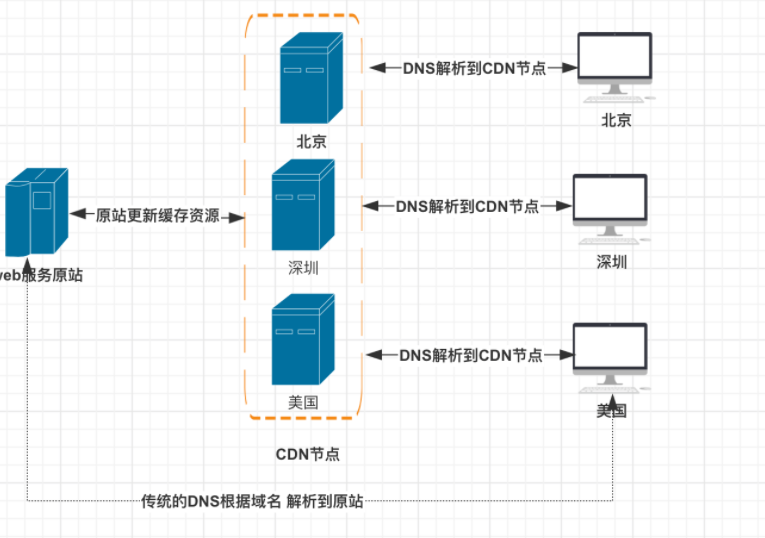 DNS解析到CDN节点
北京
北京
原站更新缓存资源
DNS解析到CDN节点
web服务原站
深圳
深圳
DNS解析到CDN节点
美国
美国
CDN节点
传统的DNS根据域名 解析到原站